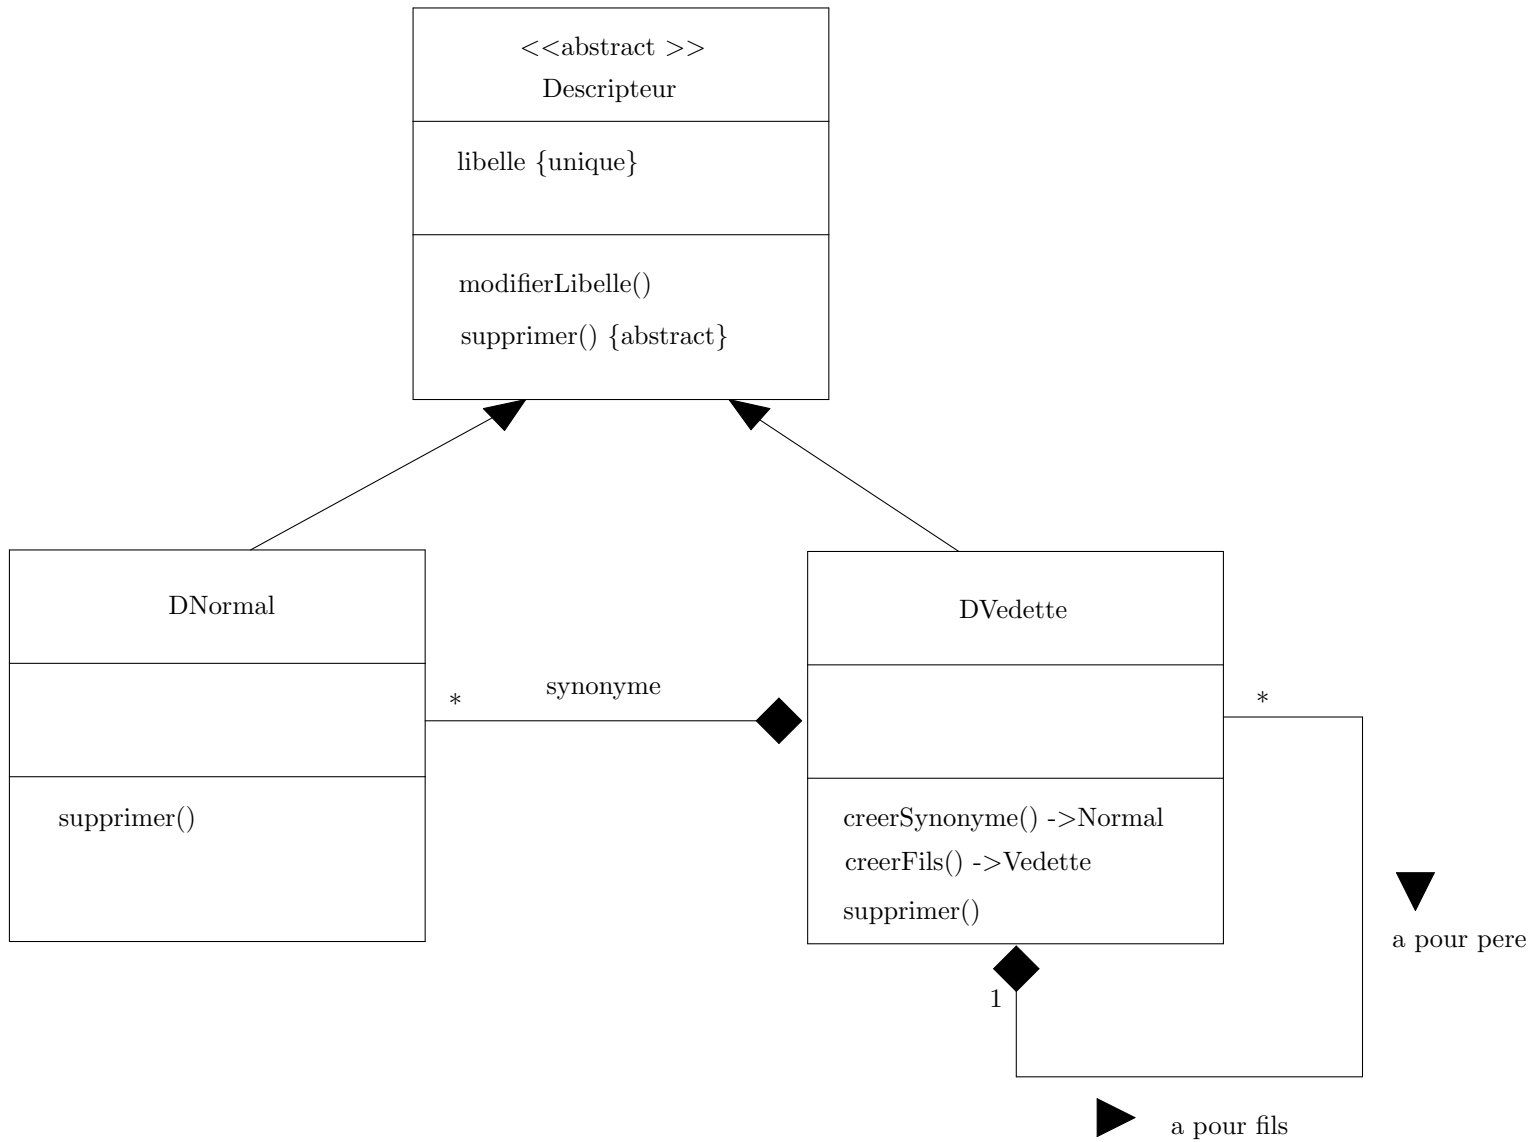 <<abstract >>
Descripteur
libelle {unique}
modifierLibelle()
supprimer() {abstract}
DNormal
supprimer()
*
synonyme
DVedette
creerSynonyme() ->Normal
creerFils() ->Vedette
supprimer()
*
a pour pere
1
a pour fils